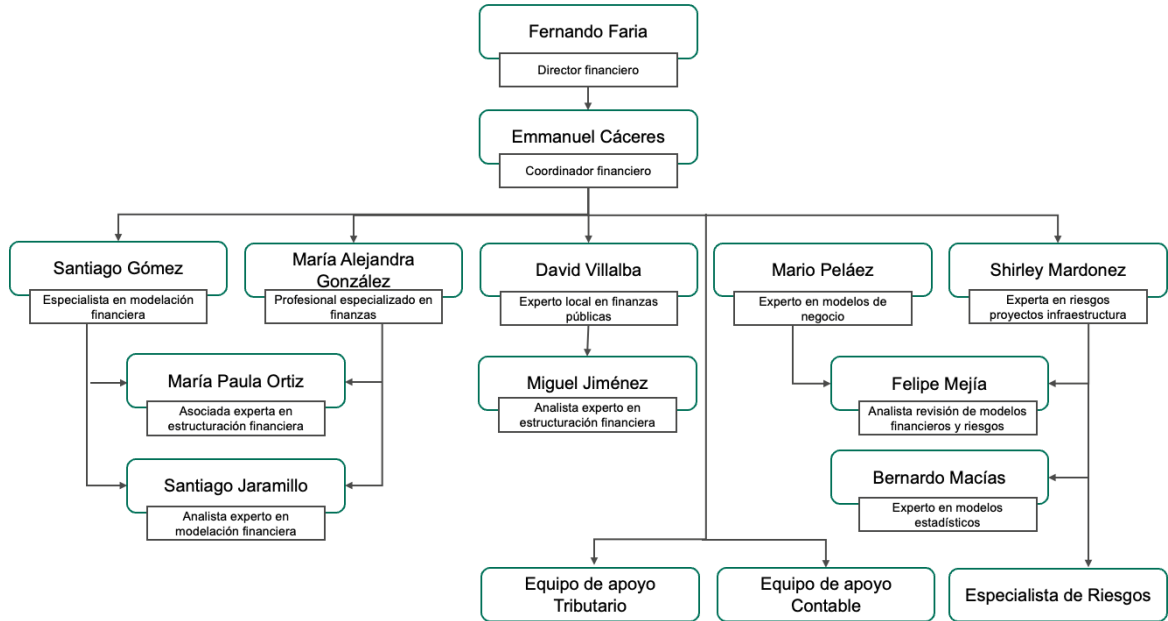 Fernando Faria
Director financiero
Emmanuel Cáceres
Coordinador financiero
Santiago Gómez
Especialista en modelación
financiera
María Alejandra
González
Profesional especializado en
finanzas
David Villalba
Experto local en finanzas
públicas
Mario Peláez
Experto en modelos de
negocio
Shirley Mardonez
Experta en riesgos
proyectos infraestructura
María Paula Ortiz
Asociada experta en
estructuración financiera
Miguel Jiménez
Analista experto en
estructuración financiera
Felipe Mejía
Analista revisión de modelos
financieros y riesgos
Santiago Jaramillo
Analista experto en
modelación financiera
Bernardo Macías
Experto en modelos
estadísticos
Equipo de apoyo
Tributario
Equipo de apoyo
Contable
Especialista de Riesgos